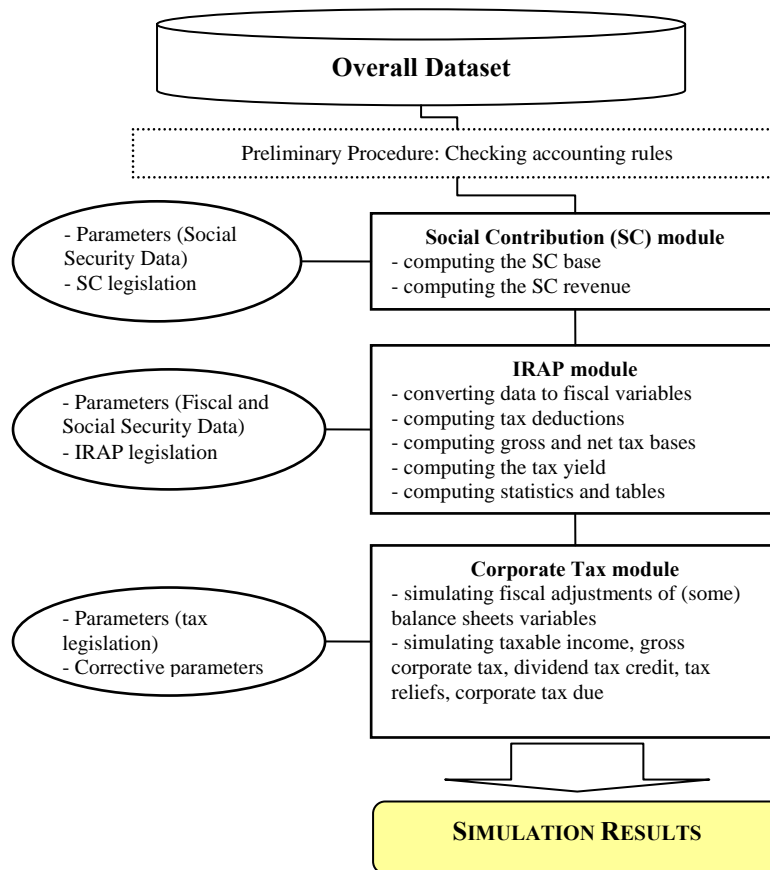 Overall Dataset
Preliminary Procedure: Checking accounting rules
- Parameters (Social
Security Data)
- SC legislation
Social Contribution (SC) module
- computing the SC base
- computing the SC revenue
- Parameters (Fiscal and
Social Security Data)
- IRAP legislation
IRAP module
- converting data to fiscal variables
- computing tax deductions
- computing gross and net tax bases
- computing the tax yield
- computing statistics and tables
- Parameters (tax
legislation)
- Corrective parameters
Corporate Tax module
- simulating fiscal adjustments of (some)
balance sheets variables
- simulating taxable income, gross
corporate tax, dividend tax credit, tax
reliefs, corporate tax due
SIMULATION RESULTS